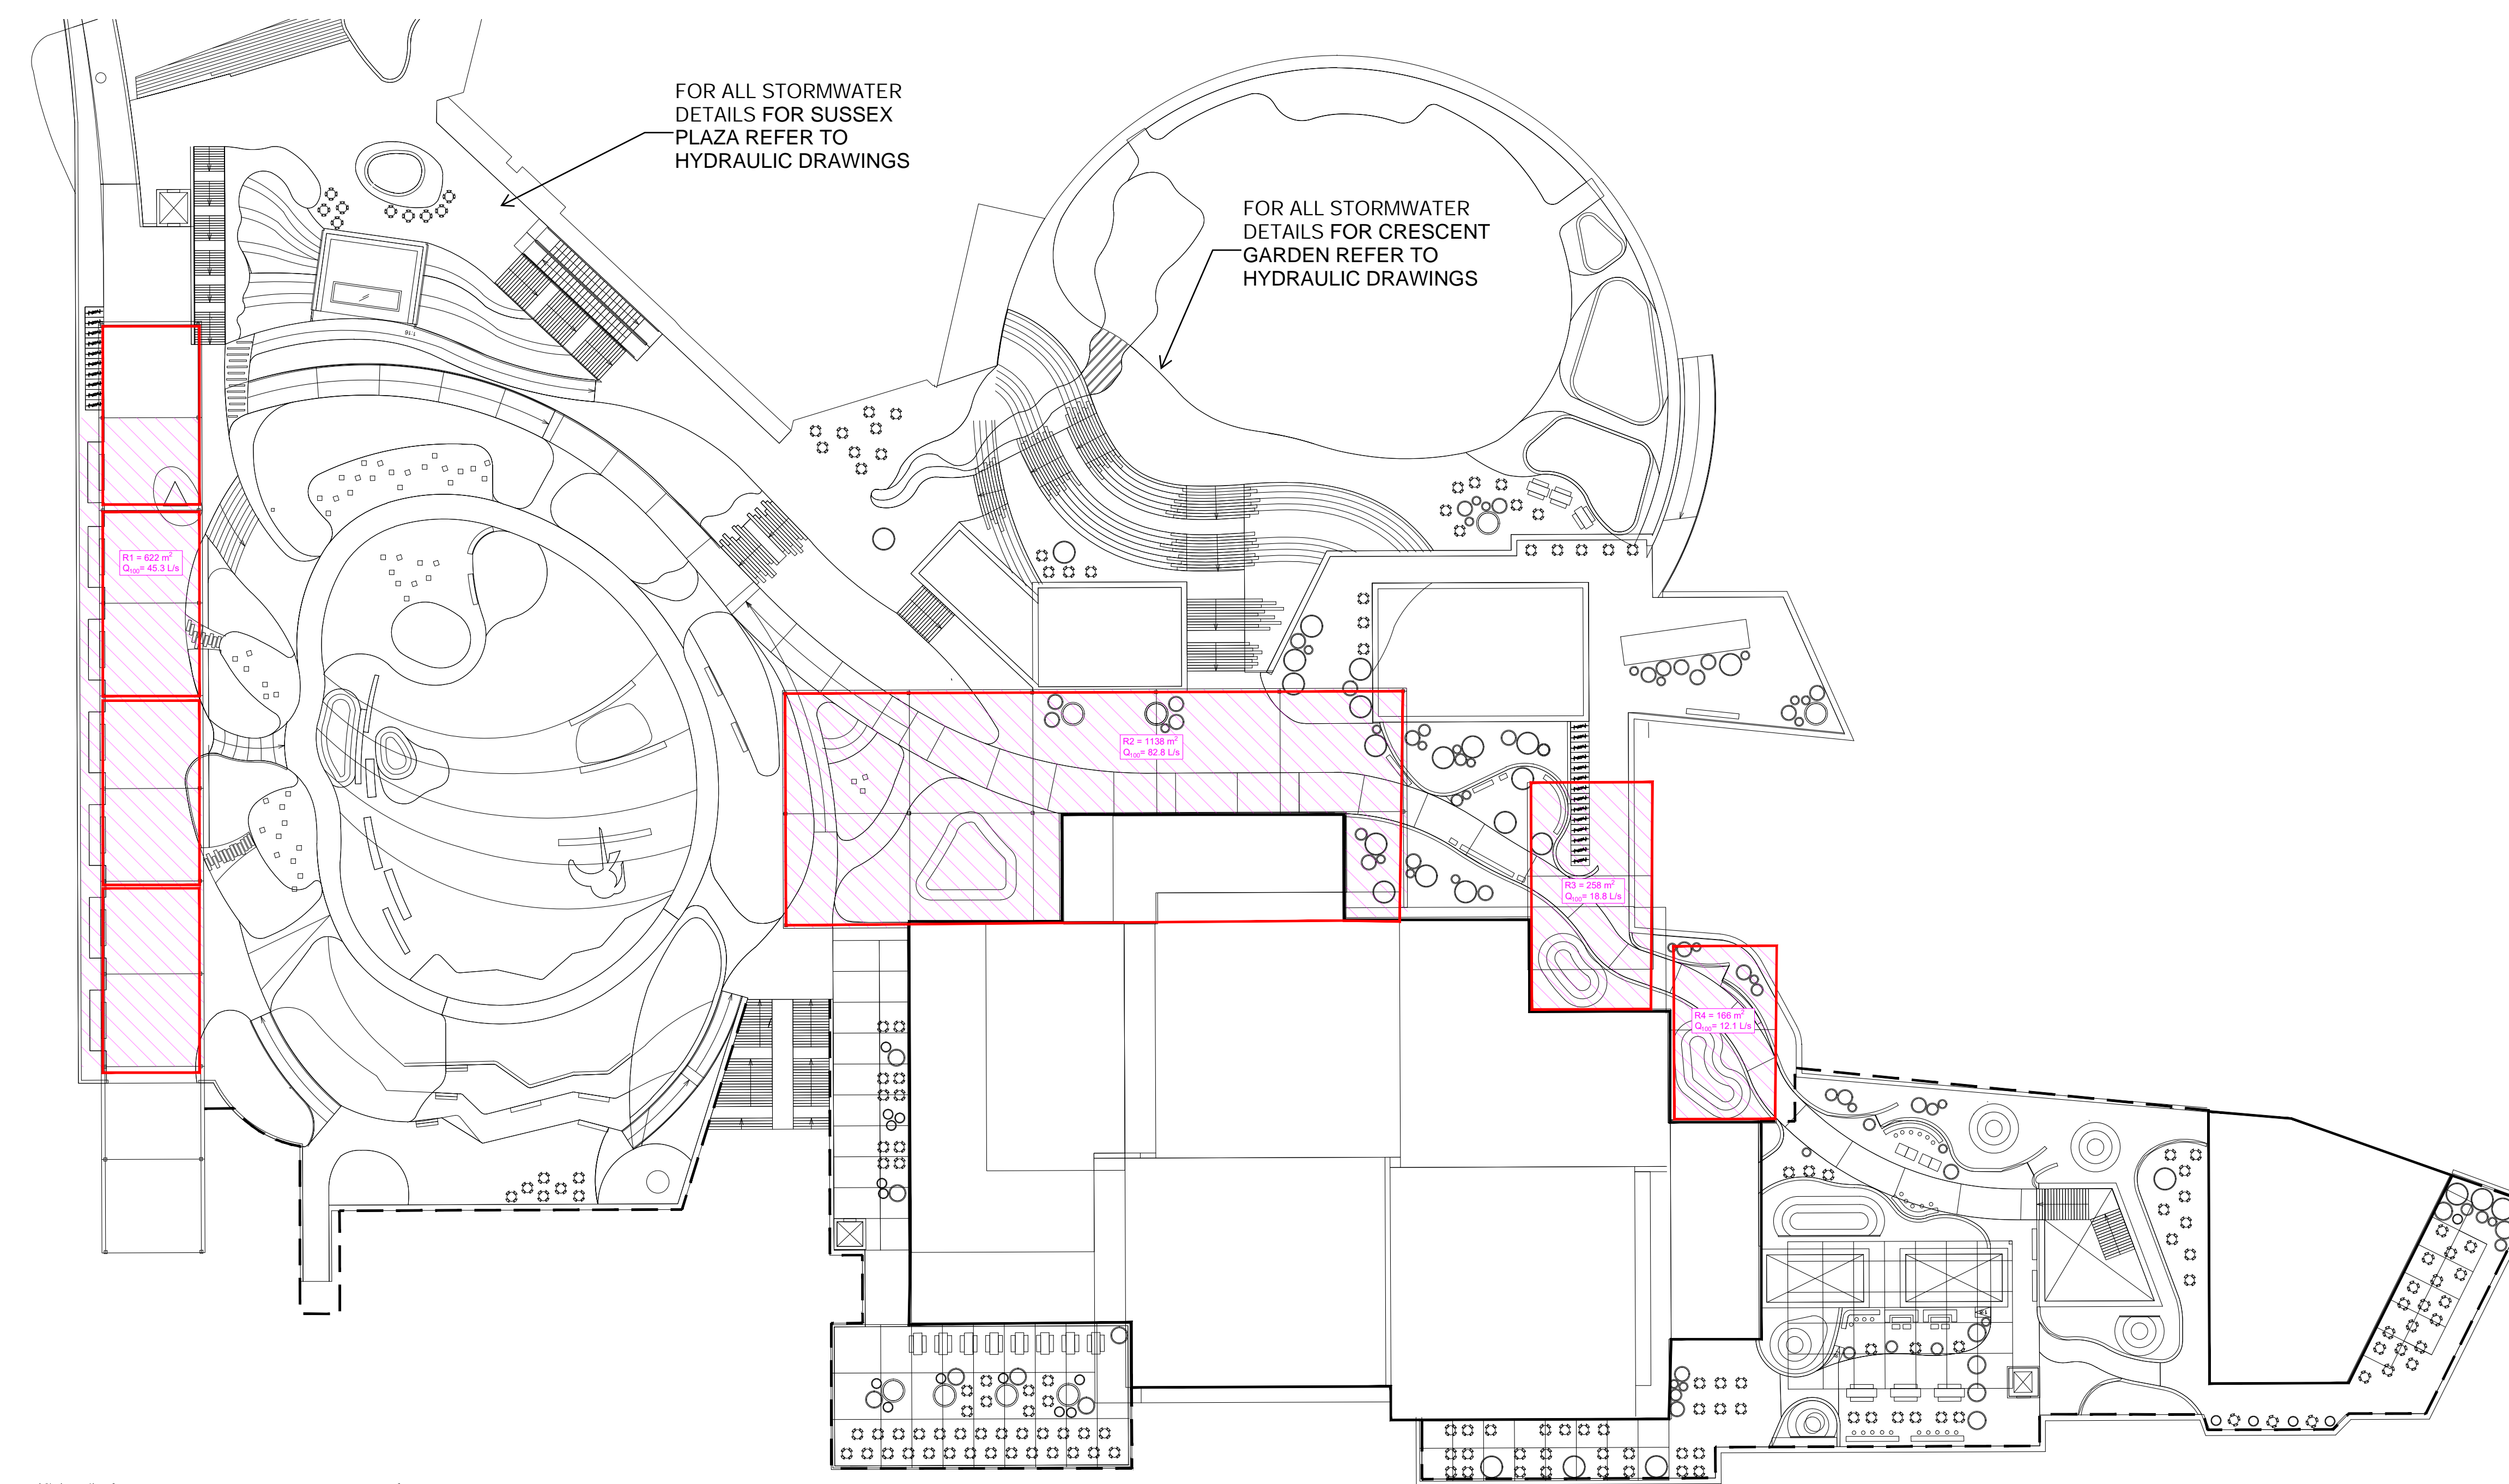 FOR ALL STORMWATER
DETAILS FOR SUSSEX
PLAZA REFER TO
HYDRAULIC DRAWINGS
FOR ALL STORMWATER
DETAILS FOR CRESCENT
GARDEN REFER TO
HYDRAULIC DRAWINGS
1:16
R1 = 622 m²
Q₁₀₀= 45.3 L/s
R2 = 1138 m²
Q₁₀₀= 82.8 L/s
R3 = 258 m²
Q₁₀₀= 18.8 L/s
R4 = 166 m²
Q₁₀₀= 12.1 L/s